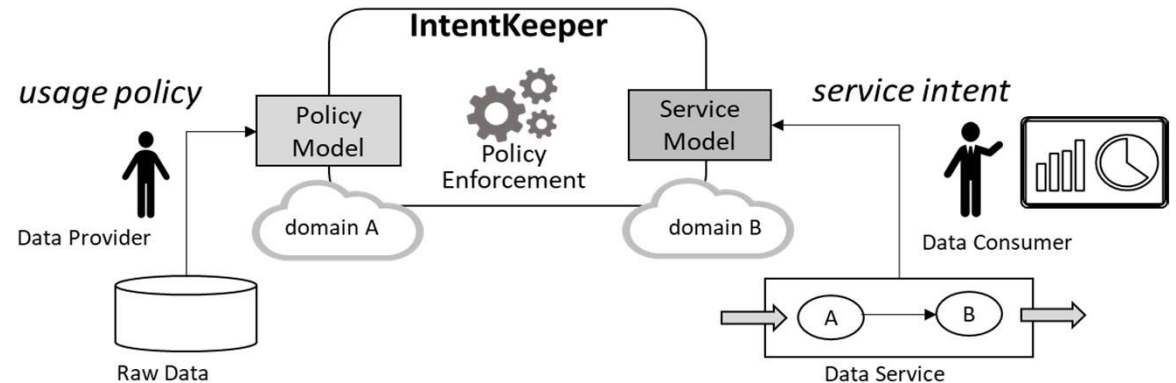 IntentKeeper
usage policy
service intent
Policy
Model
Service
Model
Policy
Enforcement
domain A
domain B
Data Provider
Data Consumer
A
B
Raw Data
Data Service